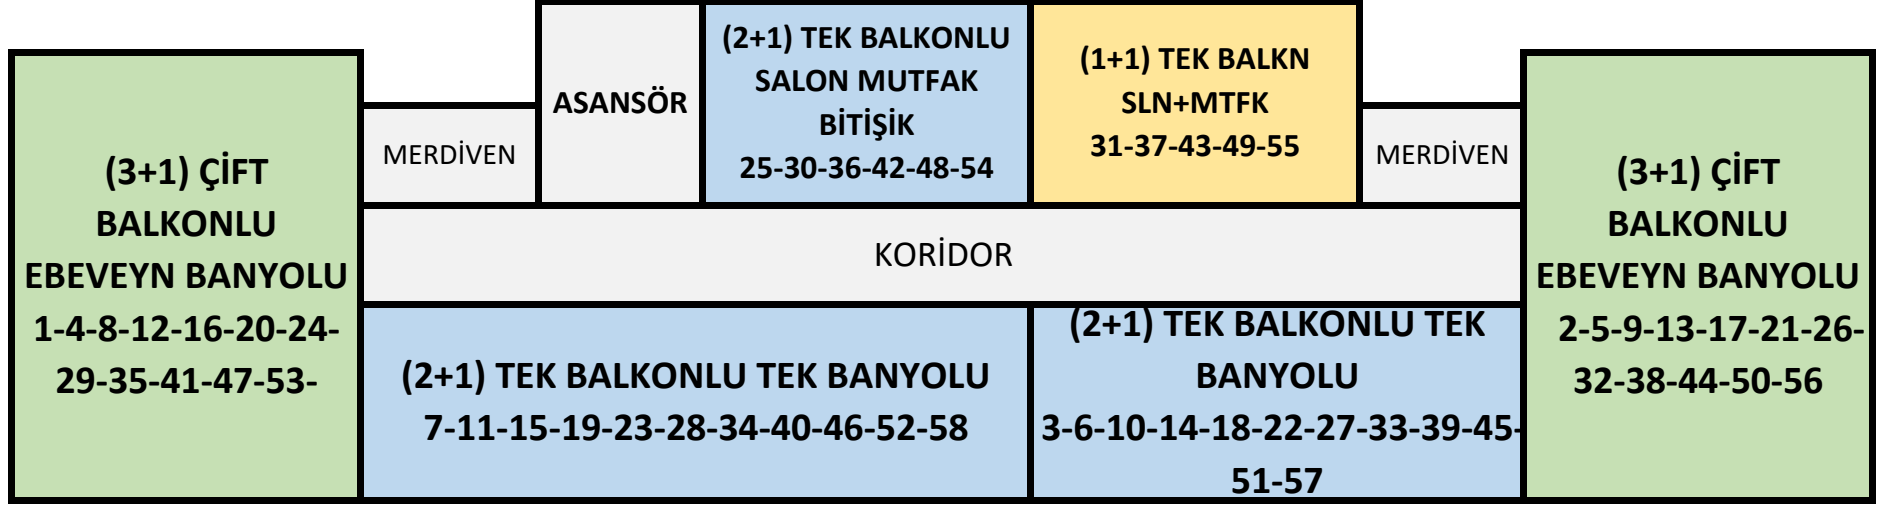 (3+1) ÇİFT
BALKONLU
EBEVEYN BANYOLU
1-4-8-12-16-20-24-
29-35-41-47-53-
MERDİVEN
ASANSÖR
(2+1) TEK BALKONLU
SALON MUTFAK
BİTİŞİK
25-30-36-42-48-54
(1+1) TEK BALKN
SLN+MTFK
31-37-43-49-55
MERDİVEN
(3+1) ÇİFT
BALKONLU
EBEVEYN BANYOLU
2-5-9-13-17-21-26-
32-38-44-50-56
KORİDOR
(2+1) TEK BALKONLU TEK BANYOLU
7-11-15-19-23-28-34-40-46-52-58
(2+1) TEK BALKONLU TEK
BANYOLU
3-6-10-14-18-22-27-33-39-45-
51-57